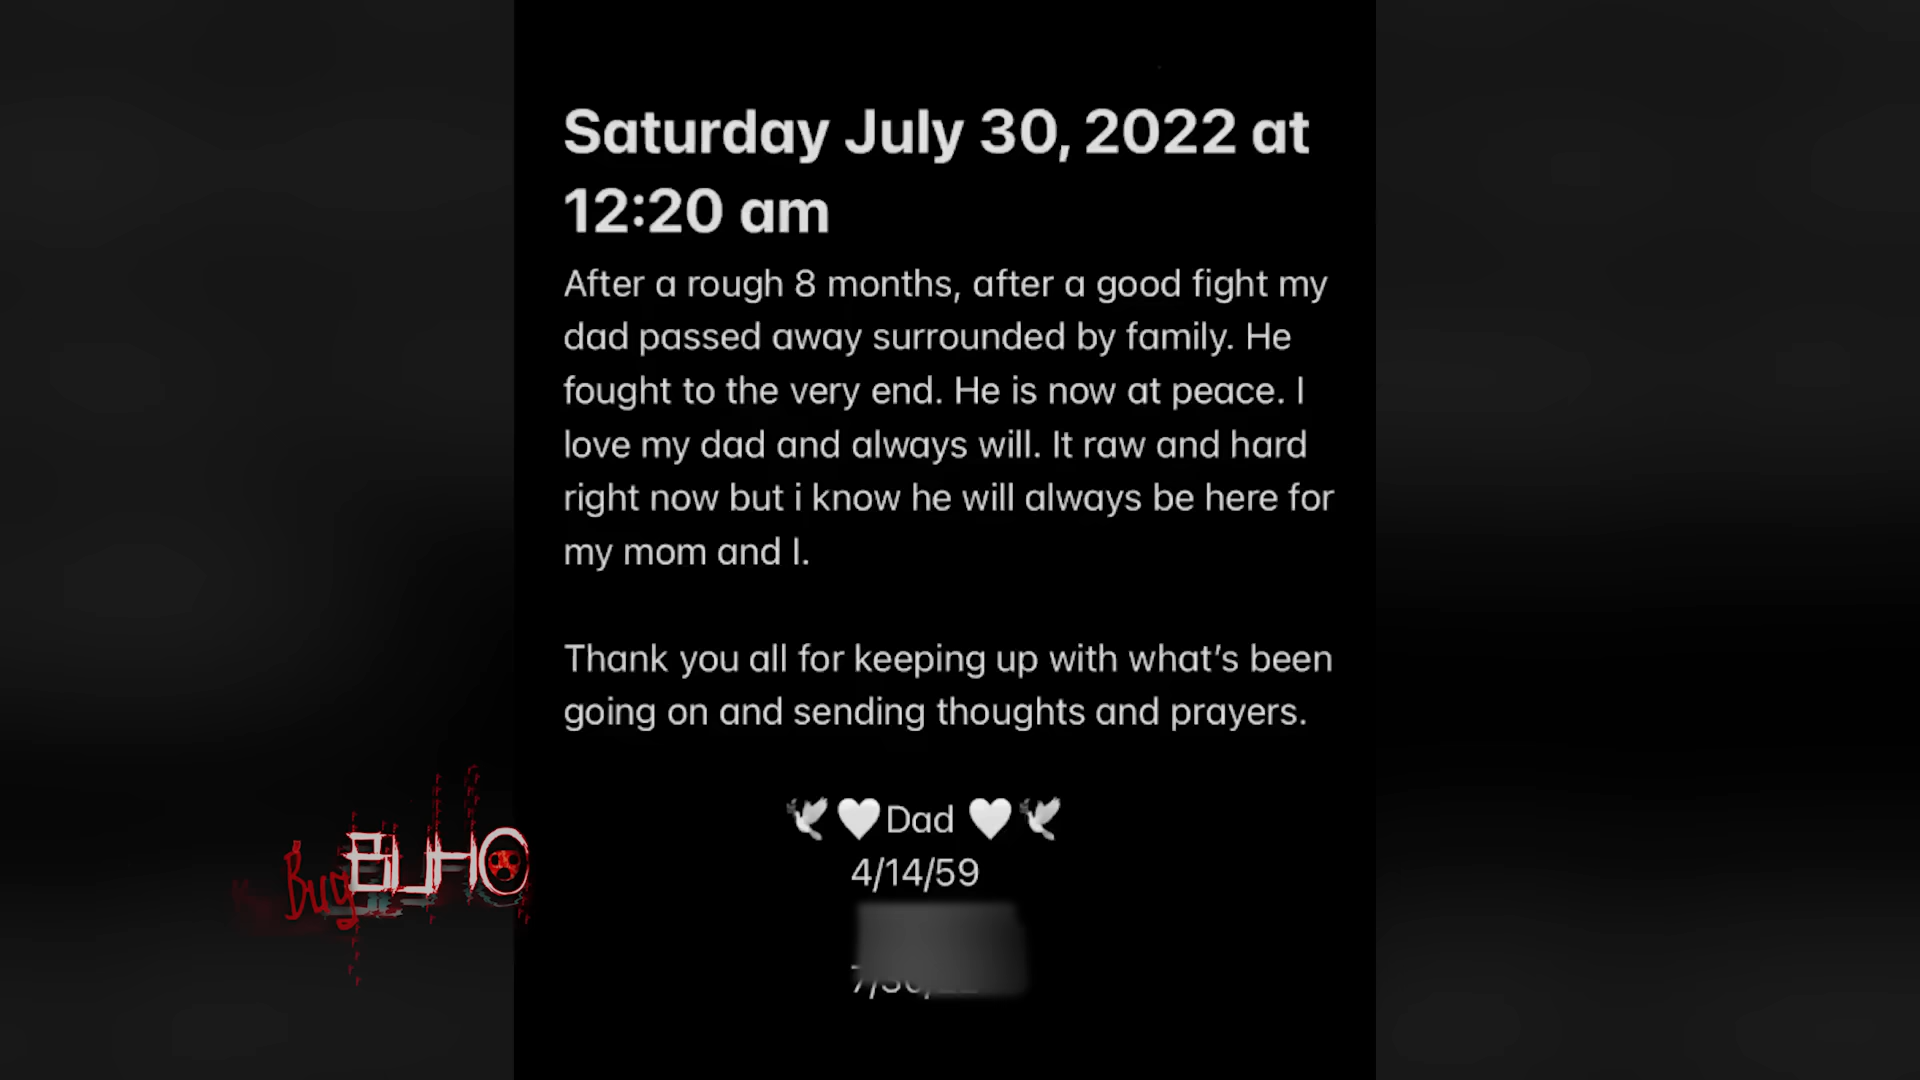 Saturday July 30, 2022 at
12:20 am
After a rough 8 months, after a good fight my
dad passed away surrounded by family. He
fought to the very end. He is now at peace. I
love my dad and always will. It raw and hard
right now but i know he will always be here for
my mom and I.
Thank you all for keeping up with what's been
going on and sending thoughts and prayers.
🕊️🤍Dad 🤍🕊️
4/14/59
Bug BUHO